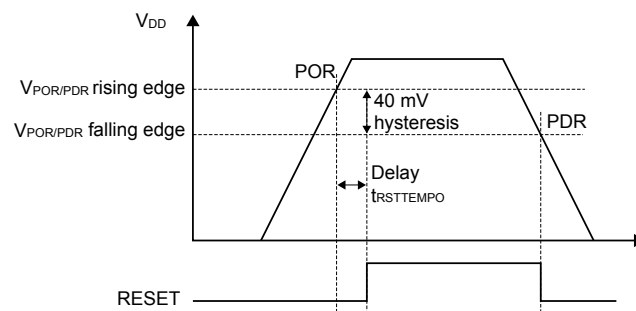 VDD
POR
VPOR/PDR rising edge
40 mV
hysteresis
VPOR/PDR falling edge
PDR
Delay
tRSTTEMPO
RESET